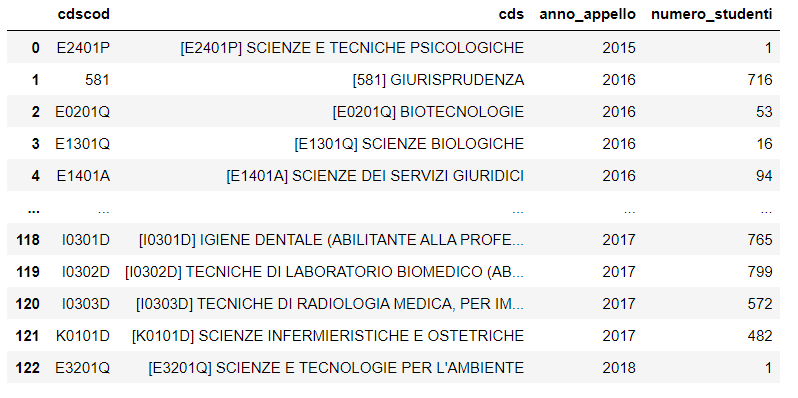 cdscod cds anno_appello numero_studenti
0 E2401P [E2401P] SCIENZE E TECNICHE PSICOLOGICHE 2015 1
1 581 [581] GIURISPRUDENZA 2016 716
2 E0201Q [E0201Q] BIOTECNOLOGIE 2016 53
3 E1301Q [E1301Q] SCIENZE BIOLOGICHE 2016 16
4 E1401A [E1401A] SCIENZE DEI SERVIZI GIURIDICI 2016 94
... ... ... ... ...
118 I0301D [I0301D] IGIENE DENTALE (ABILITANTE ALLA PROFE... 2017 765
119 I0302D [I0302D] TECNICHE DI LABORATORIO BIOMEDICO (AB... 2017 799
120 I0303D [I0303D] TECNICHE DI RADIOLOGIA MEDICA, PER IM... 2017 572
121 K0101D [K0101D] SCIENZE INFERMIERISTICHE E OSTETRICHE 2017 482
122 E3201Q [E3201Q] SCIENZE E TECNOLOGIE PER L'AMBIENTE 2018 1